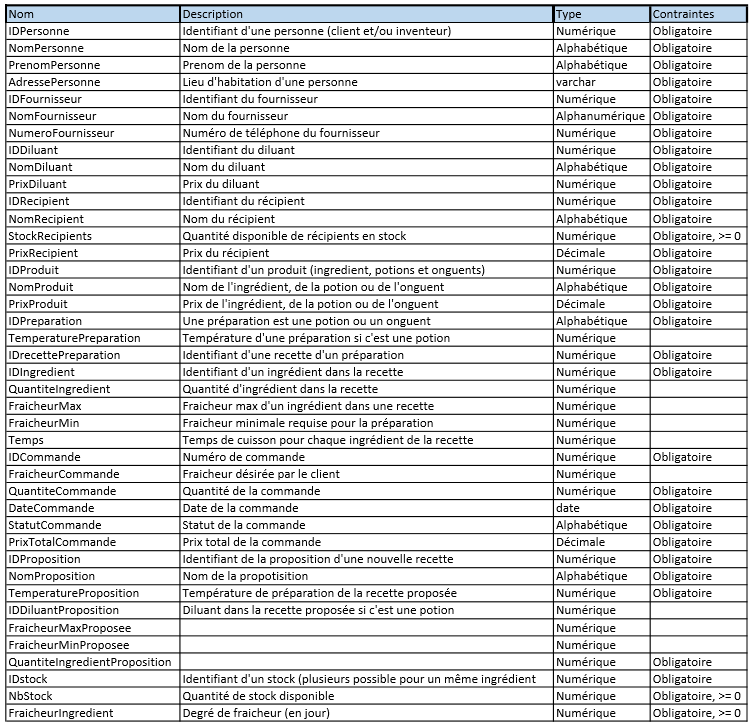 Nom Description Type Contraintes
IDPersonne Identifiant d'une personne (client et/ou inventeur) Numérique Obligatoire
NomPersonne Nom de la personne Alphabétique Obligatoire
PrenomPersonne Prenom de la personne Alphabétique Obligatoire
AdressePersonne Lieu d'habitation d'une personne varchar Obligatoire
IDFournisseur Identifiant du fournisseur Numérique Obligatoire
NomFournisseur Nom du fournisseur Alphanumérique Obligatoire
NumeroFournisseur Numéro de téléphone du fournisseur Numérique Obligatoire
IDDiluant Identifiant du diluant Numérique Obligatoire
NomDiluant Nom du diluant Alphabétique Obligatoire
PrixDiluant Prix du diluant Numérique Obligatoire
IDRecipient Identifiant du récipient Numérique Obligatoire
NomRecipient Nom du récipient Alphabétique Obligatoire
StockRecipients Quantité disponible de récipients en stock Numérique Obligatoire, >= 0
PrixRecipient Prix du récipient Décimale Obligatoire
IDProduit Identifiant d'un produit (ingredient, potions et onguents) Numérique Obligatoire
NomProduit Nom de l'ingrédient, de la potion ou de l'onguent Alphabétique Obligatoire
PrixProduit Prix de l'ingrédient, de la potion ou de l'onguent Décimale Obligatoire
IDPreparation Une préparation est une potion ou un onguent Alphabétique Obligatoire
TemperaturePreparation Température d'une préparation si c'est une potion Numérique
IDrecettePreparation Identifiant d'une recette d'un préparation Numérique Obligatoire
IDIngredient Identifiant d'un ingrédient dans la recette Numérique Obligatoire
QuantiteIngredient Quantité d'ingrédient dans la recette Numérique
FraicheurMax Fraicheur max d'un ingrédient dans une recette Numérique
FraicheurMin Fraicheur minimale requise pour la préparation Numérique
Temps Temps de cuisson pour chaque ingrédient de la recette Numérique
IDCommande Numéro de commande Numérique Obligatoire
FraicheurCommande Fraicheur désirée par le client Numérique
QuantiteCommande Quantité de la commande Numérique Obligatoire
DateCommande Date de la commande date Obligatoire
StatutCommande Statut de la commande Alphabétique Obligatoire
PrixTotalCommande Prix total de la commande Décimale Obligatoire
IDProposition Identifiant de la proposition d'une nouvelle recette Numérique Obligatoire
NomProposition Nom de la propotisition Alphabétique Obligatoire
TemperatureProposition Température de préparation de la recette proposée Numérique Obligatoire
IDDiluantProposition Diluant dans la recette proposée si c'est une potion Numérique
FraicheurMaxProposee Numérique
FraicheurMinProposee Numérique
QuantiteIngredientProposition Numérique Obligatoire
IDstock Identifiant d'un stock (plusieurs possible pour un même ingrédient Numérique Obligatoire
NbStock Quantité de stock disponible Numérique Obligatoire, >= 0
FraicheurIngredient Degré de fraicheur (en jour) Numérique Obligatoire, >= 0